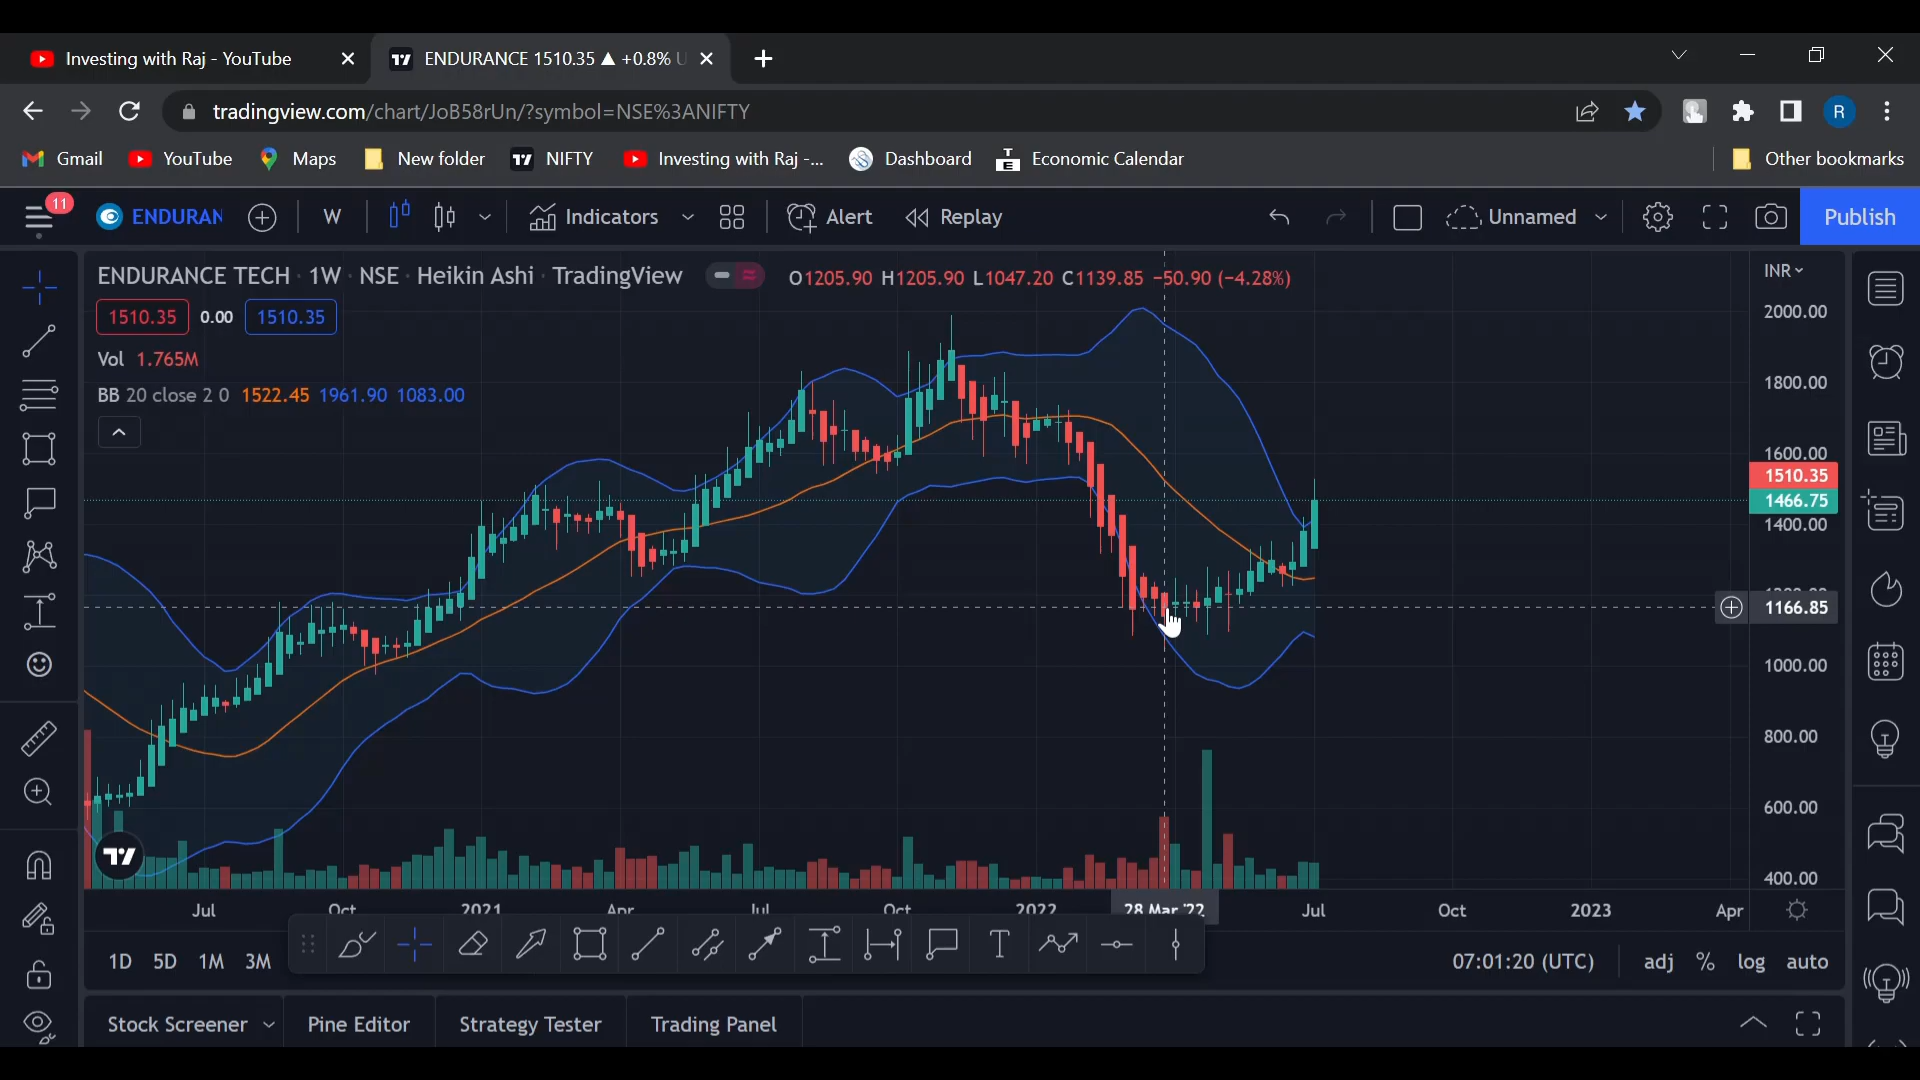 Investing with Raj - YouTube
ENDURANCE 1510.35 ▲ +0.8% U
tradingview.com/chart/JoB58rUn/?symbol=NSE%3ANIFTY
R
Gmail YouTube Maps New folder NIFTY Investing with Raj -... Dashboard TE Economic Calendar Other bookmarks
11 ENDURAN W Indicators Alert Replay Unnamed Publish
ENDURANCE TECH · 1W · NSE · Heikin Ashi · TradingView O1205.90 H1205.90 L1047.20 C1139.85 −50.90 (−4.28%)
1510.35 0.00 1510.35
Vol 1.765M
BB 20 close 2 0 1522.45 1961.90 1083.00
INR
2000.00
1800.00
1600.00
1510.35
1466.75
1400.00
1166.85
1000.00
800.00
600.00
400.00
Jul Oct 2021 Apr Jul Oct 2022 28 Mar '22 Jul Oct 2023 Apr
1D 5D 1M 3M T 07:01:20 (UTC) adj % log auto
Stock Screener Pine Editor Strategy Tester Trading Panel